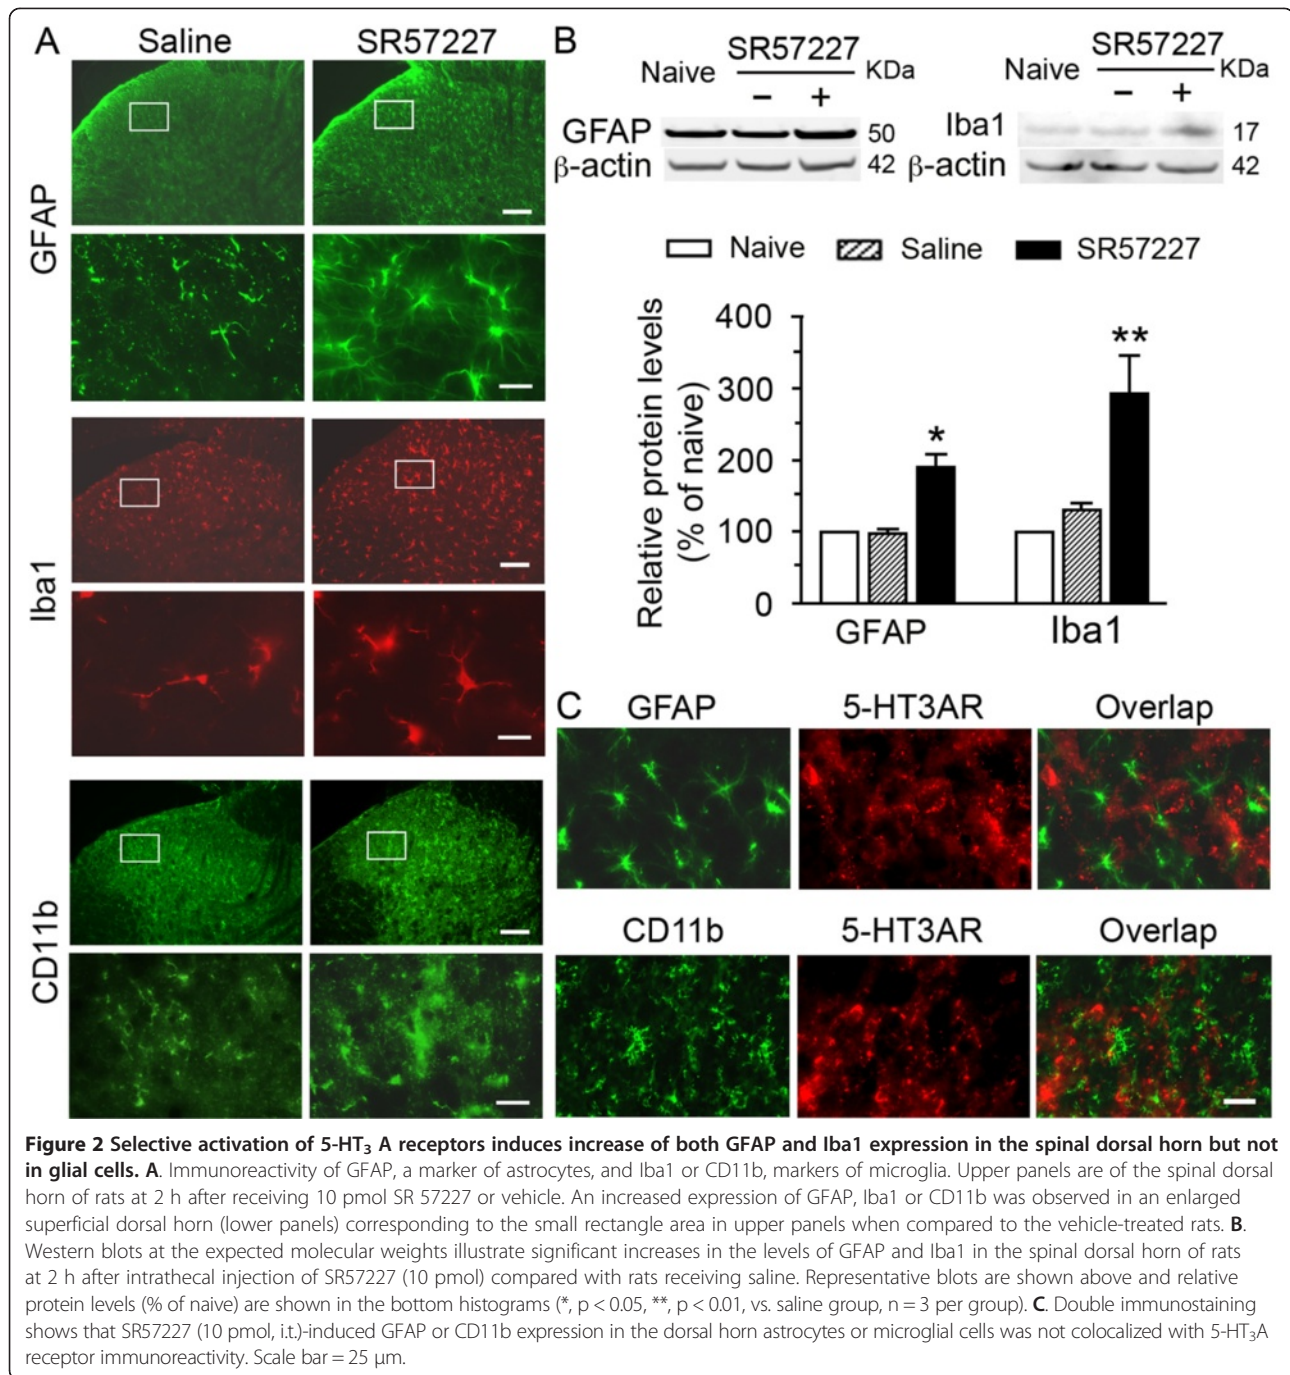 A
Saline SR57227
GFAP
Iba1
CD11b
B
SR57227
Naive − + KDa
GFAP 50
β-actin 42
SR57227
Naive − + KDa
Iba1 17
β-actin 42
Naive Saline SR57227
Relative protein levels
(% of naive)
400
300
200
100
0
*
**
GFAP Iba1
C
GFAP 5-HT3AR Overlap
CD11b 5-HT3AR Overlap
Figure 2 Selective activation of 5-HT₃ A receptors induces increase of both GFAP and Iba1 expression in the spinal dorsal horn but not
in glial cells. A. Immunoreactivity of GFAP, a marker of astrocytes, and Iba1 or CD11b, markers of microglia. Upper panels are of the spinal dorsal
horn of rats at 2 h after receiving 10 pmol SR 57227 or vehicle. An increased expression of GFAP, Iba1 or CD11b was observed in an enlarged
superficial dorsal horn (lower panels) corresponding to the small rectangle area in upper panels when compared to the vehicle-treated rats. B.
Western blots at the expected molecular weights illustrate significant increases in the levels of GFAP and Iba1 in the spinal dorsal horn of rats
at 2 h after intrathecal injection of SR57227 (10 pmol) compared with rats receiving saline. Representative blots are shown above and relative
protein levels (% of naive) are shown in the bottom histograms (*, p < 0.05, **, p < 0.01, vs. saline group, n = 3 per group). C. Double immunostaining
shows that SR57227 (10 pmol, i.t.)-induced GFAP or CD11b expression in the dorsal horn astrocytes or microglial cells was not colocalized with 5-HT₃A
receptor immunoreactivity. Scale bar = 25 μm.